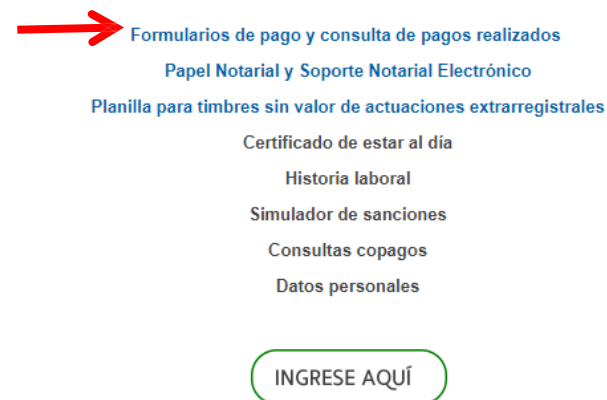 Formularios de pago y consulta de pagos realizados
Papel Notarial y Soporte Notarial Electrónico
Planilla para timbres sin valor de actuaciones extrarregistrales
Certificado de estar al día
Historia laboral
Simulador de sanciones
Consultas copagos
Datos personales
INGRESE AQUÍ